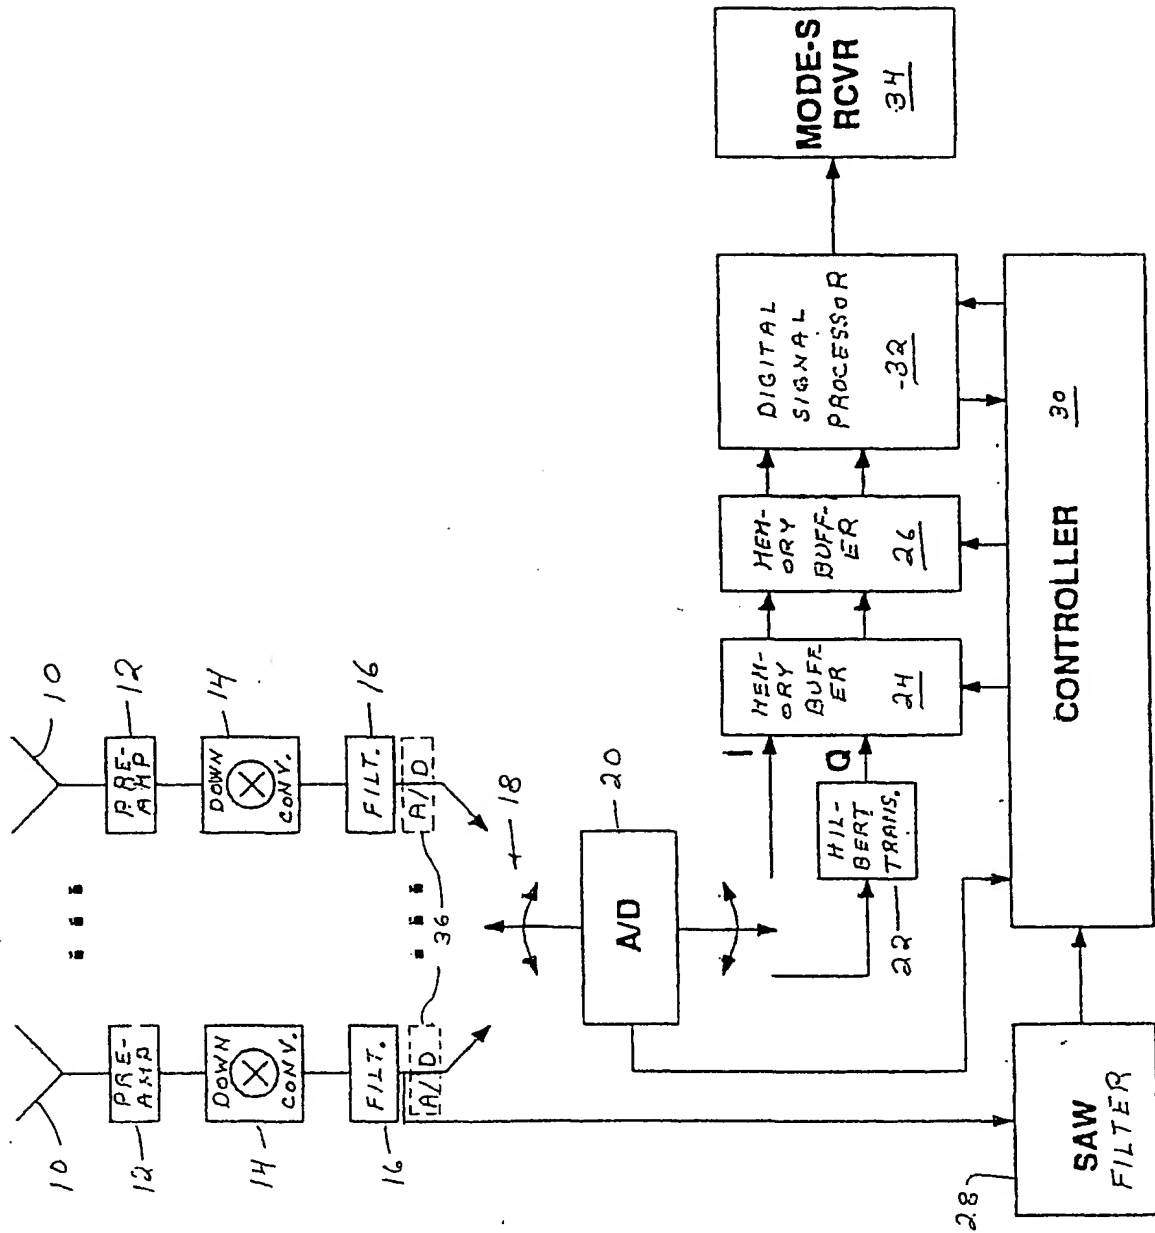 10
PRE-
AMP
12
DOWN
CONV.
14
FILT.
16
A/D
36
10
PRE-
AMP
12
DOWN
CONV.
14
FILT.
16
A/D
18
A/D
20
I
Q
HIL-
BERT
TRANS.
22
MEM-
ORY
BUFF-
ER
24
MEM-
ORY
BUFF-
ER
26
DIGITAL
SIGNAL
PROCESSOR
32
MODE-S
RCVR
34
SAW
FILTER
28
CONTROLLER
30